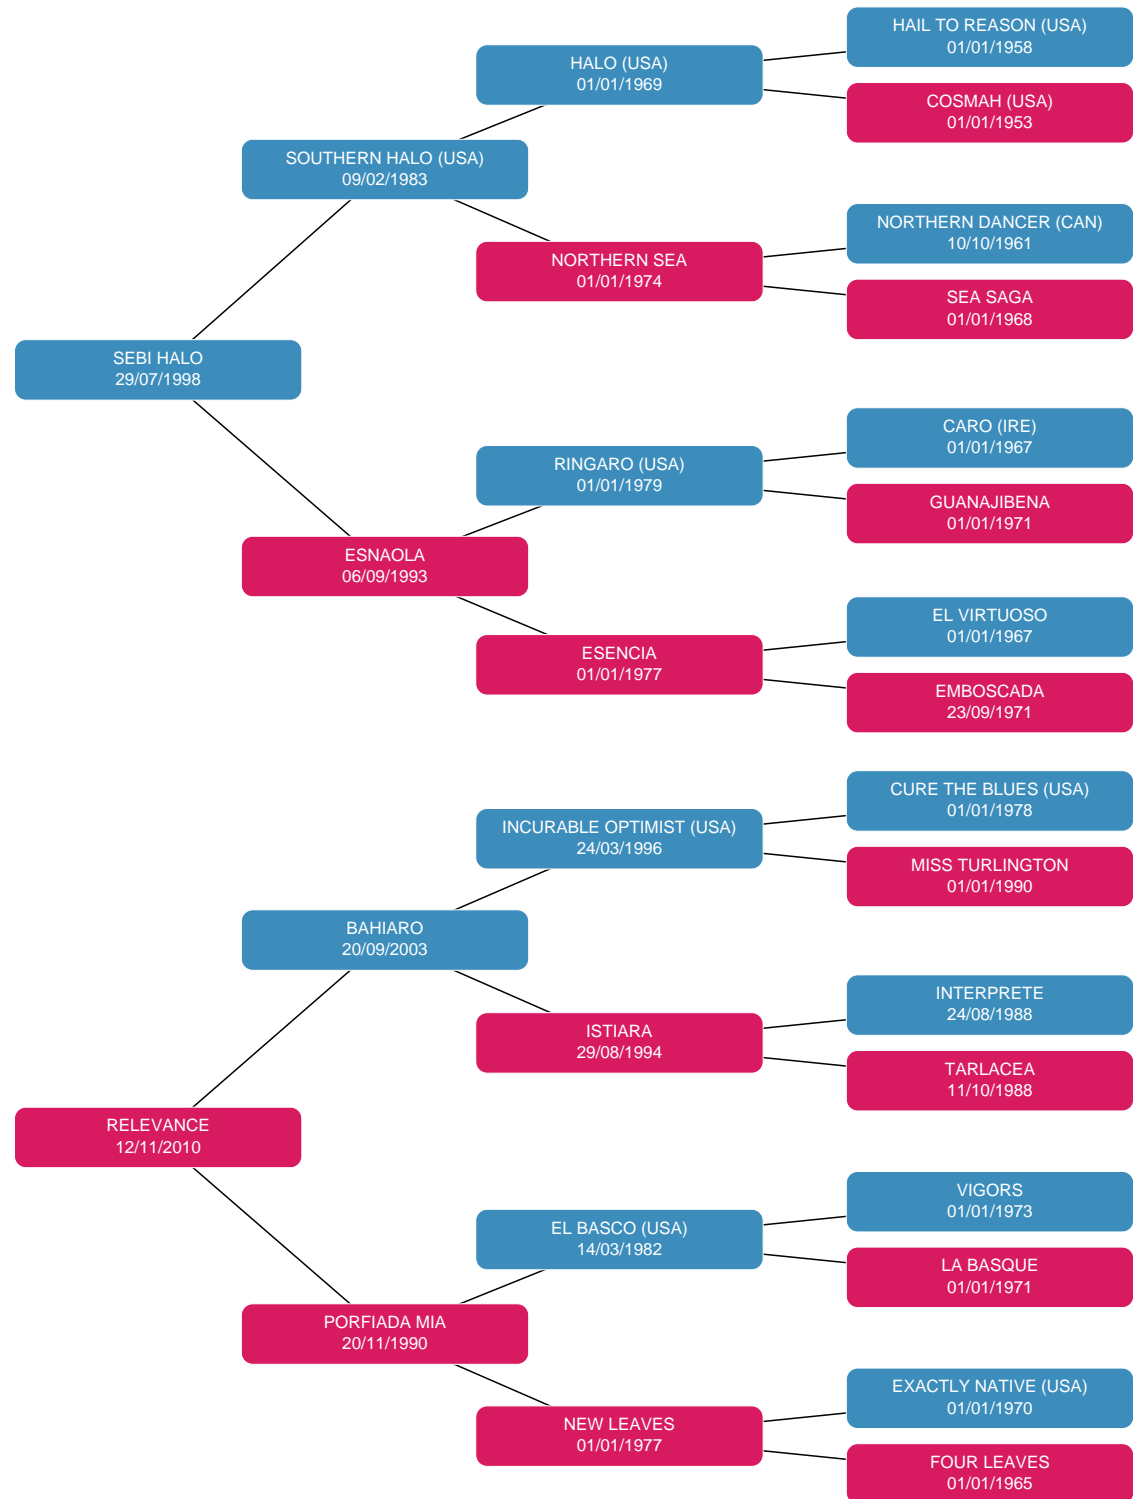 HAIL TO REASON (USA)
01/01/1958
HALO (USA)
01/01/1969
COSMAH (USA)
01/01/1953
SOUTHERN HALO (USA)
09/02/1983
NORTHERN DANCER (CAN)
10/10/1961
NORTHERN SEA
01/01/1974
SEA SAGA
01/01/1968
SEBI HALO
29/07/1998
CARO (IRE)
01/01/1967
RINGARO (USA)
01/01/1979
GUANAJIBENA
01/01/1971
ESNAOLA
06/09/1993
EL VIRTUOSO
01/01/1967
ESENCIA
01/01/1977
EMBOSCADA
23/09/1971
CURE THE BLUES (USA)
01/01/1978
INCURABLE OPTIMIST (USA)
24/03/1996
MISS TURLINGTON
01/01/1990
BAHIARO
20/09/2003
INTERPRETE
24/08/1988
ISTIARA
29/08/1994
TARLACEA
11/10/1988
RELEVANCE
12/11/2010
VIGORS
01/01/1973
EL BASCO (USA)
14/03/1982
LA BASQUE
01/01/1971
PORFIADA MIA
20/11/1990
EXACTLY NATIVE (USA)
01/01/1970
NEW LEAVES
01/01/1977
FOUR LEAVES
01/01/1965